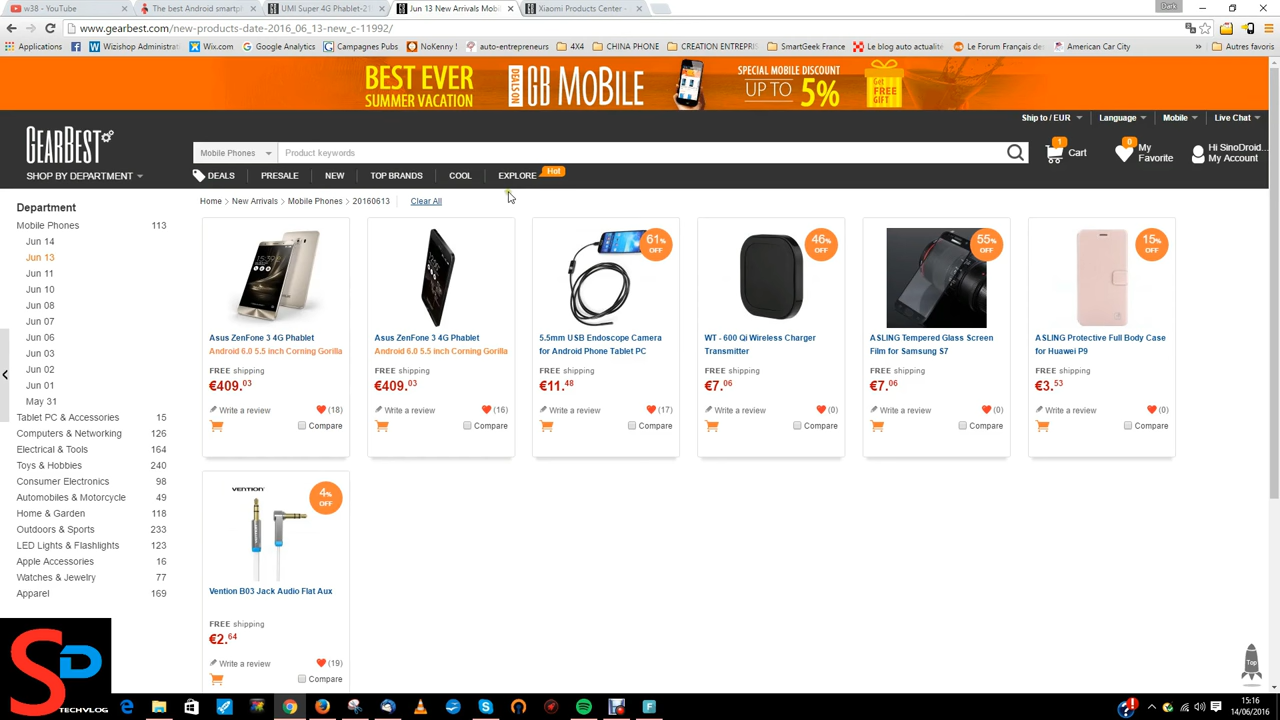 w38 - YouTube
The best Android smartph
UMI Super 4G Phablet-21
Jun 13 New Arrivals Mobil
Xiaomi Products Center -
Dark
www.gearbest.com/new-products-date-2016_06_13-new_c-11992/
Applications
Wizishop Administrat
Wix.com
Google Analytics
Campagnes Pubs
NoKenny !
auto-entrepreneurs
4X4
CHINA PHONE
CREATION ENTREPRI
SmartGeek France
Le blog auto actualité
Le Forum Français des
American Car City
»
Autres favoris
BEST EVER
SUMMER VACATION
GB MOBILE
SPECIAL MOBILE DISCOUNT
UP TO 5%
Get
FREE
GIFT
Ship to / EUR
Language
Mobile
Live Chat
GEARBEST
SHOP BY DEPARTMENT
Mobile Phones
Product keywords
1
Cart
0
My
Favorite
Hi SinoDroid...
My Account
DEALS
PRESALE
NEW
TOP BRANDS
COOL
EXPLORE
Hot
Home > New Arrivals > Mobile Phones > 20160613
Clear All
Department
Mobile Phones 113
Jun 14
Jun 13
Jun 11
Jun 10
Jun 08
Jun 07
Jun 06
Jun 03
Jun 02
Jun 01
May 31
Tablet PC & Accessories 15
Computers & Networking 126
Electrical & Tools 164
Toys & Hobbies 240
Consumer Electronics 98
Automobiles & Motorcycle 49
Home & Garden 118
Outdoors & Sports 233
LED Lights & Flashlights 123
Apple Accessories 16
Watches & Jewelry 77
Apparel 169
Asus ZenFone 3 4G Phablet
Android 6.0 5.5 inch Corning Gorilla
FREE shipping
€409.03
Write a review
(18)
Compare
Asus ZenFone 3 4G Phablet
Android 6.0 5.5 inch Corning Gorilla
FREE shipping
€409.03
Write a review
(16)
Compare
61% OFF
5.5mm USB Endoscope Camera
for Android Phone Tablet PC
FREE shipping
€11.48
Write a review
(17)
Compare
46% OFF
WT - 600 Qi Wireless Charger
Transmitter
FREE shipping
€7.06
Write a review
(0)
Compare
55% OFF
ASLING Tempered Glass Screen
Film for Samsung S7
FREE shipping
€7.06
Write a review
(0)
Compare
15% OFF
ASLING Protective Full Body Case
for Huawei P9
FREE shipping
€3.53
Write a review
(0)
Compare
VENTION
4% OFF
Vention B03 Jack Audio Flat Aux
FREE shipping
€2.64
Write a review
(19)
Compare
Top
SD
TECHVLOG
15:16
14/06/2016